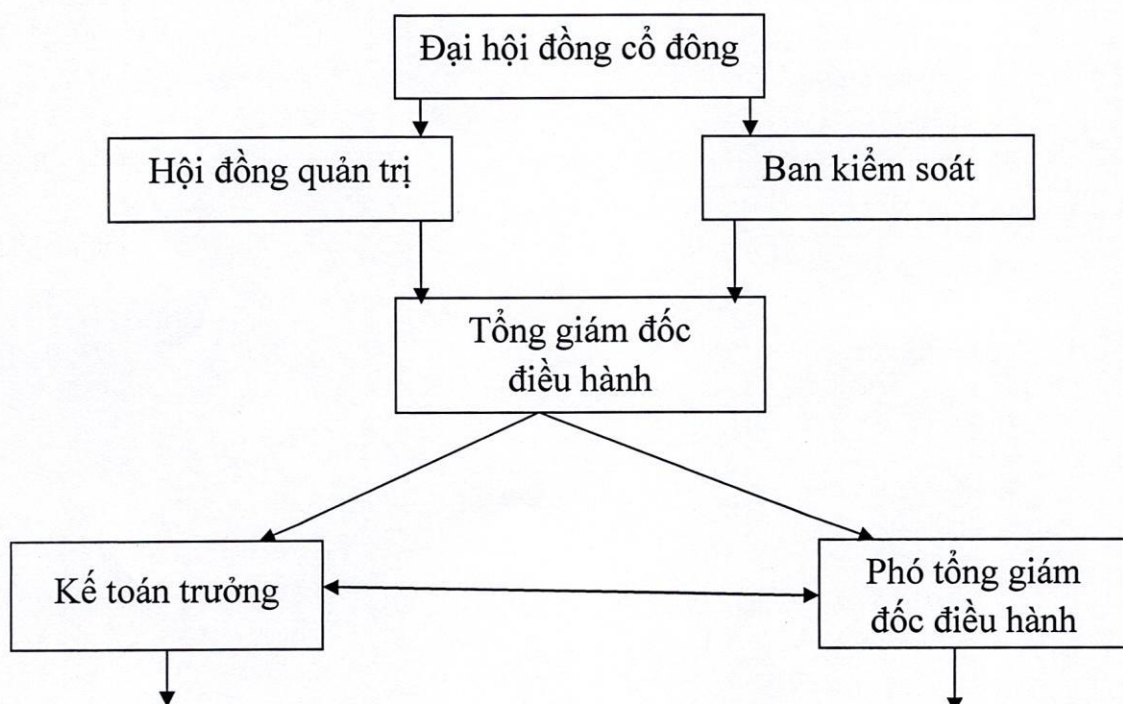 Đại hội đồng cổ đông
Hội đồng quản trị
Ban kiểm soát
Tổng giám đốc
điều hành
Kế toán trưởng
Phó tổng giám
đốc điều hành